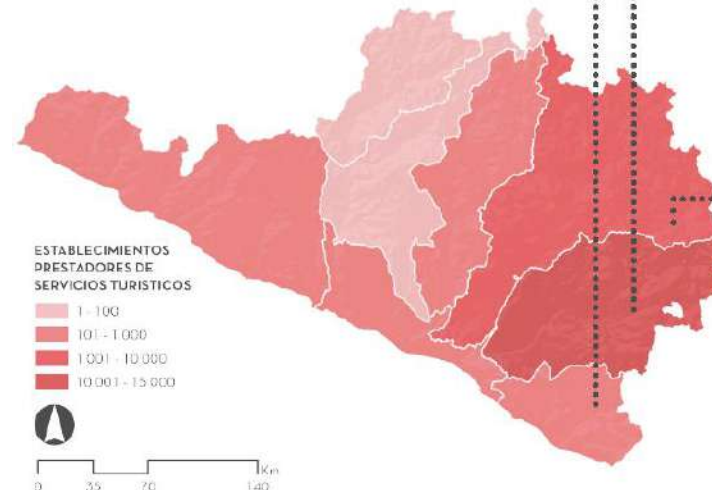 ESTABLECIMIENTOS
PRESTADORES DE
SERVICIOS TURISTICOS
1 - 100
101 - 1 000
1 001 - 10 000
10 001 - 15 000
Km
0 35 70 140